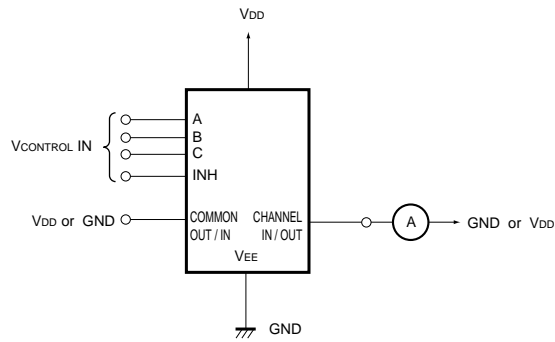 VDD
A
B
C
INH
VCONTROL IN
VDD or GND
COMMON
OUT / IN
CHANNEL
IN / OUT
A
GND or VDD
VEE
GND